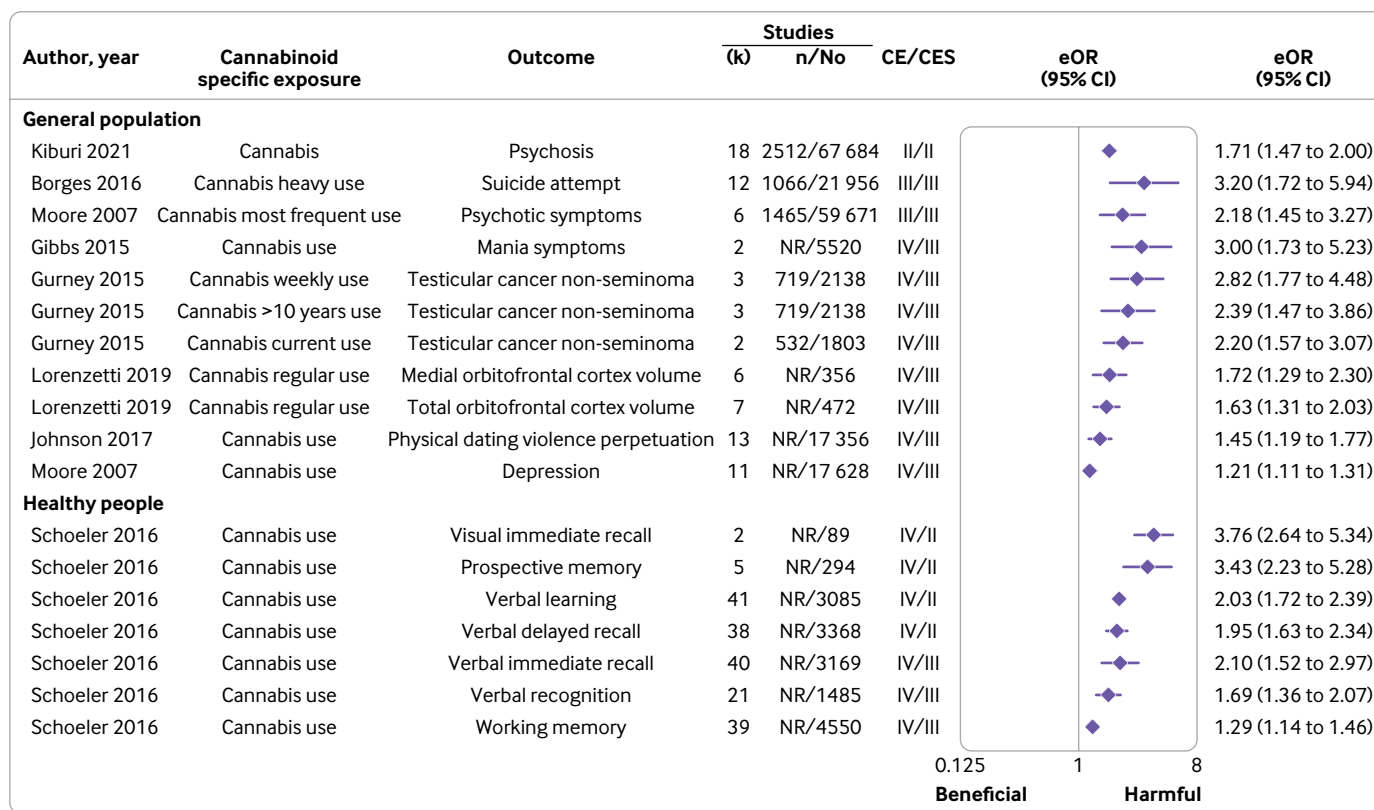 Studies
Author, year Cannabinoid specific exposure Outcome (k) n/No CE/CES eOR (95% CI) eOR (95% CI)
General population
Kiburi 2021 Cannabis Psychosis 18 2512/67 684 II/II 1.71 (1.47 to 2.00)
Borges 2016 Cannabis heavy use Suicide attempt 12 1066/21 956 III/III 3.20 (1.72 to 5.94)
Moore 2007 Cannabis most frequent use Psychotic symptoms 6 1465/59 671 III/III 2.18 (1.45 to 3.27)
Gibbs 2015 Cannabis use Mania symptoms 2 NR/5520 IV/III 3.00 (1.73 to 5.23)
Gurney 2015 Cannabis weekly use Testicular cancer non-seminoma 3 719/2138 IV/III 2.82 (1.77 to 4.48)
Gurney 2015 Cannabis >10 years use Testicular cancer non-seminoma 3 719/2138 IV/III 2.39 (1.47 to 3.86)
Gurney 2015 Cannabis current use Testicular cancer non-seminoma 2 532/1803 IV/III 2.20 (1.57 to 3.07)
Lorenzetti 2019 Cannabis regular use Medial orbitofrontal cortex volume 6 NR/356 IV/III 1.72 (1.29 to 2.30)
Lorenzetti 2019 Cannabis regular use Total orbitofrontal cortex volume 7 NR/472 IV/III 1.63 (1.31 to 2.03)
Johnson 2017 Cannabis use Physical dating violence perpetuation 13 NR/17 356 IV/III 1.45 (1.19 to 1.77)
Moore 2007 Cannabis use Depression 11 NR/17 628 IV/III 1.21 (1.11 to 1.31)
Healthy people
Schoeler 2016 Cannabis use Visual immediate recall 2 NR/89 IV/II 3.76 (2.64 to 5.34)
Schoeler 2016 Cannabis use Prospective memory 5 NR/294 IV/II 3.43 (2.23 to 5.28)
Schoeler 2016 Cannabis use Verbal learning 41 NR/3085 IV/II 2.03 (1.72 to 2.39)
Schoeler 2016 Cannabis use Verbal delayed recall 38 NR/3368 IV/II 1.95 (1.63 to 2.34)
Schoeler 2016 Cannabis use Verbal immediate recall 40 NR/3169 IV/III 2.10 (1.52 to 2.97)
Schoeler 2016 Cannabis use Verbal recognition 21 NR/1485 IV/III 1.69 (1.36 to 2.07)
Schoeler 2016 Cannabis use Working memory 39 NR/4550 IV/III 1.29 (1.14 to 1.46)
0.125 1 8
Beneficial Harmful